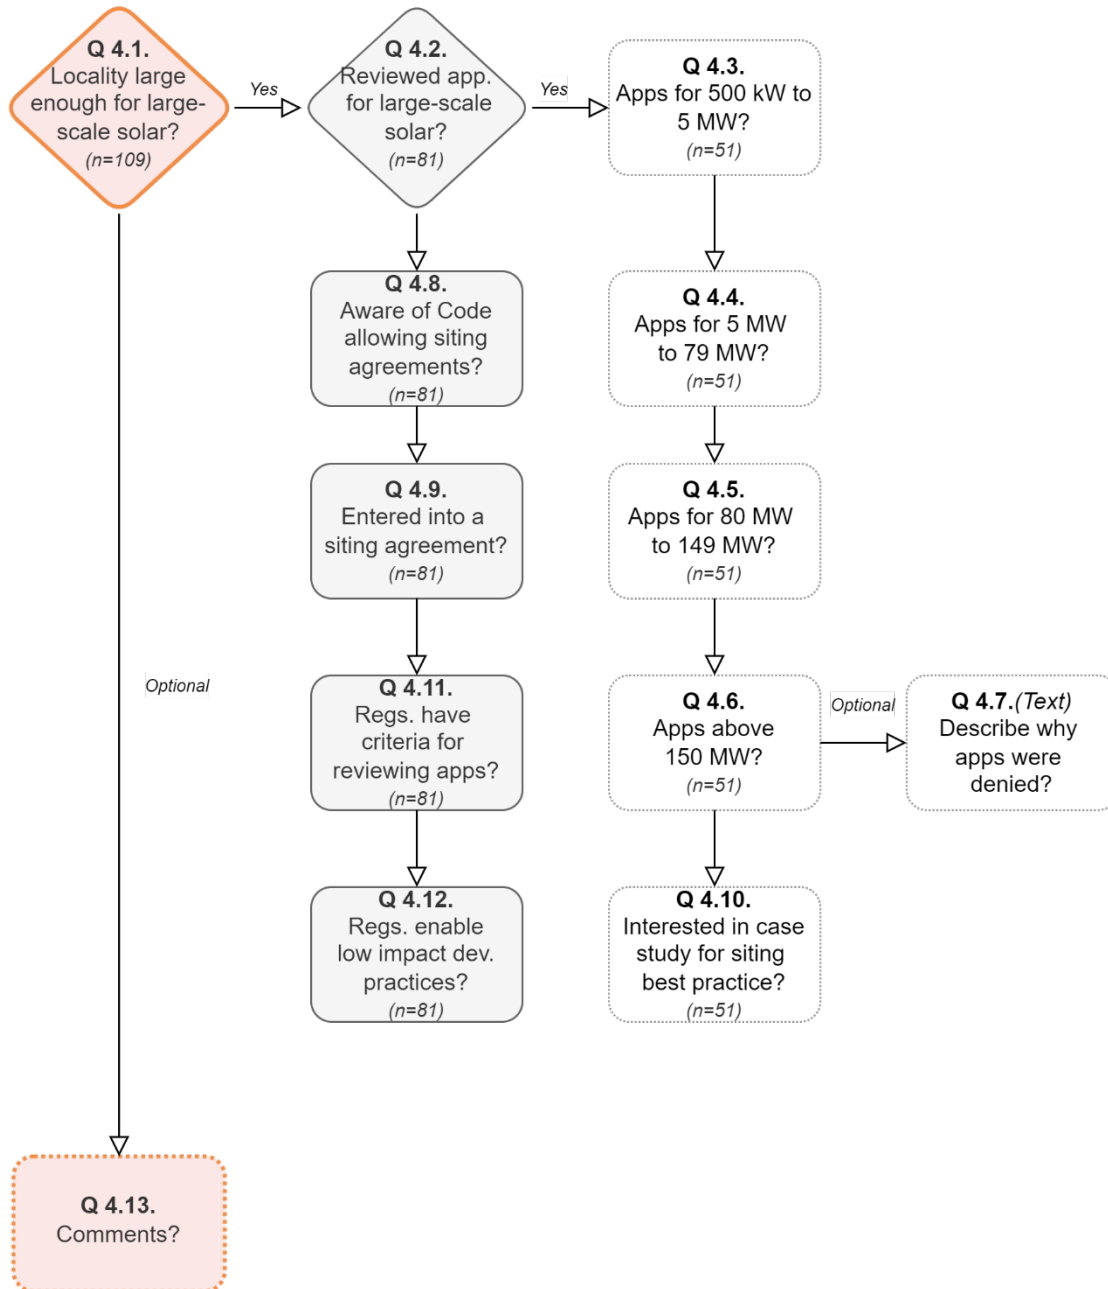 Q 4.1.
Locality large
enough for large-
scale solar?
(n=109)
Yes
Q 4.2.
Reviewed app.
for large-scale
solar?
(n=81)
Yes
Q 4.3.
Apps for 500 kW to
5 MW?
(n=51)
Q 4.8.
Aware of Code
allowing siting
agreements?
(n=81)
Q 4.4.
Apps for 5 MW
to 79 MW?
(n=51)
Q 4.9.
Entered into a
siting agreement?
(n=81)
Q 4.5.
Apps for 80 MW
to 149 MW?
(n=51)
Optional
Q 4.11.
Regs. have
criteria for
reviewing apps?
(n=81)
Q 4.6.
Apps above
150 MW?
(n=51)
Optional
Q 4.7.(Text)
Describe why
apps were
denied?
Q 4.12.
Regs. enable
low impact dev.
practices?
(n=81)
Q 4.10.
Interested in case
study for siting
best practice?
(n=51)
Q 4.13.
Comments?